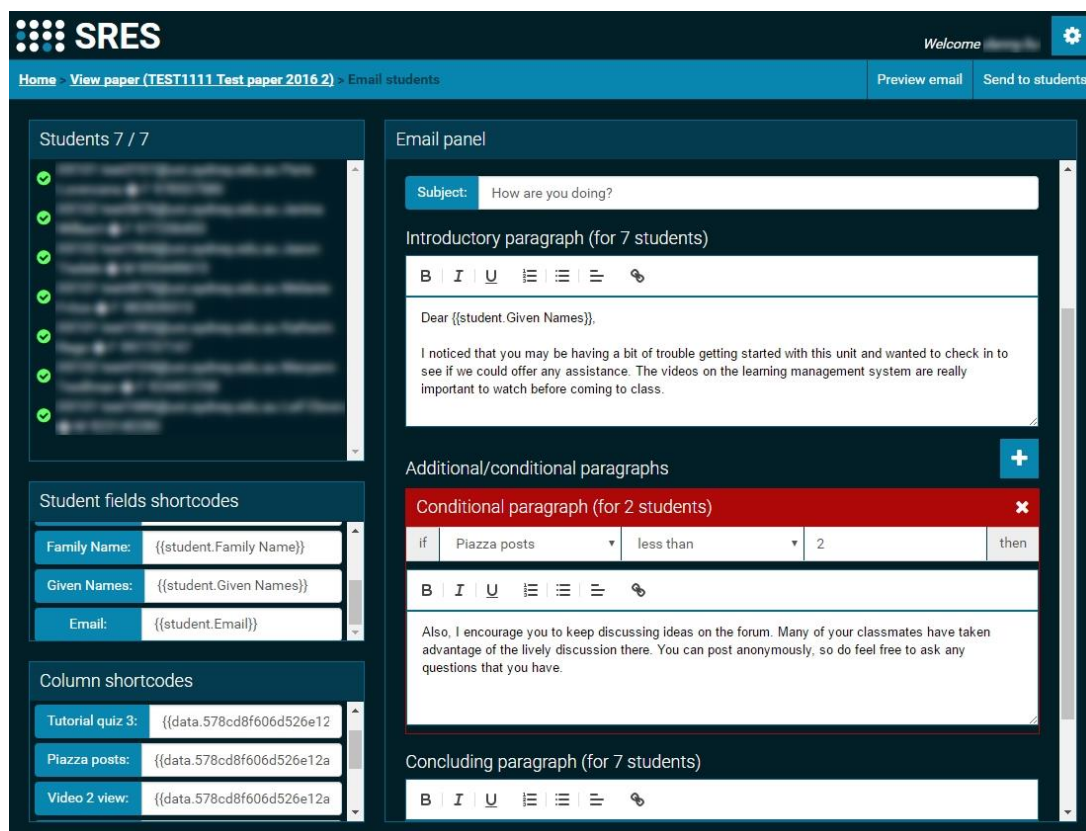 SRES
Welcome
Home > View paper (TEST1111 Test paper 2016 2) > Email students
Preview email
Send to students
Students 7 / 7
Student fields shortcodes
Family Name: {{student.Family Name}}
Given Names: {{student.Given Names}}
Email: {{student.Email}}
Column shortcodes
Tutorial quiz 3: {{data.578cd8f606d526e12
Piazza posts: {{data.578cd8f606d526e12a
Video 2 view: {{data.578cd8f606d526e12a
Email panel
Subject: How are you doing?
Introductory paragraph (for 7 students)
B I U
Dear {{student.Given Names}},
I noticed that you may be having a bit of trouble getting started with this unit and wanted to check in to
see if we could offer any assistance. The videos on the learning management system are really
important to watch before coming to class.
Additional/conditional paragraphs
+
Conditional paragraph (for 2 students)
if Piazza posts less than 2 then
B I U
Also, I encourage you to keep discussing ideas on the forum. Many of your classmates have taken
advantage of the lively discussion there. You can post anonymously, so do feel free to ask any
questions that you have.
Concluding paragraph (for 7 students)
B I U